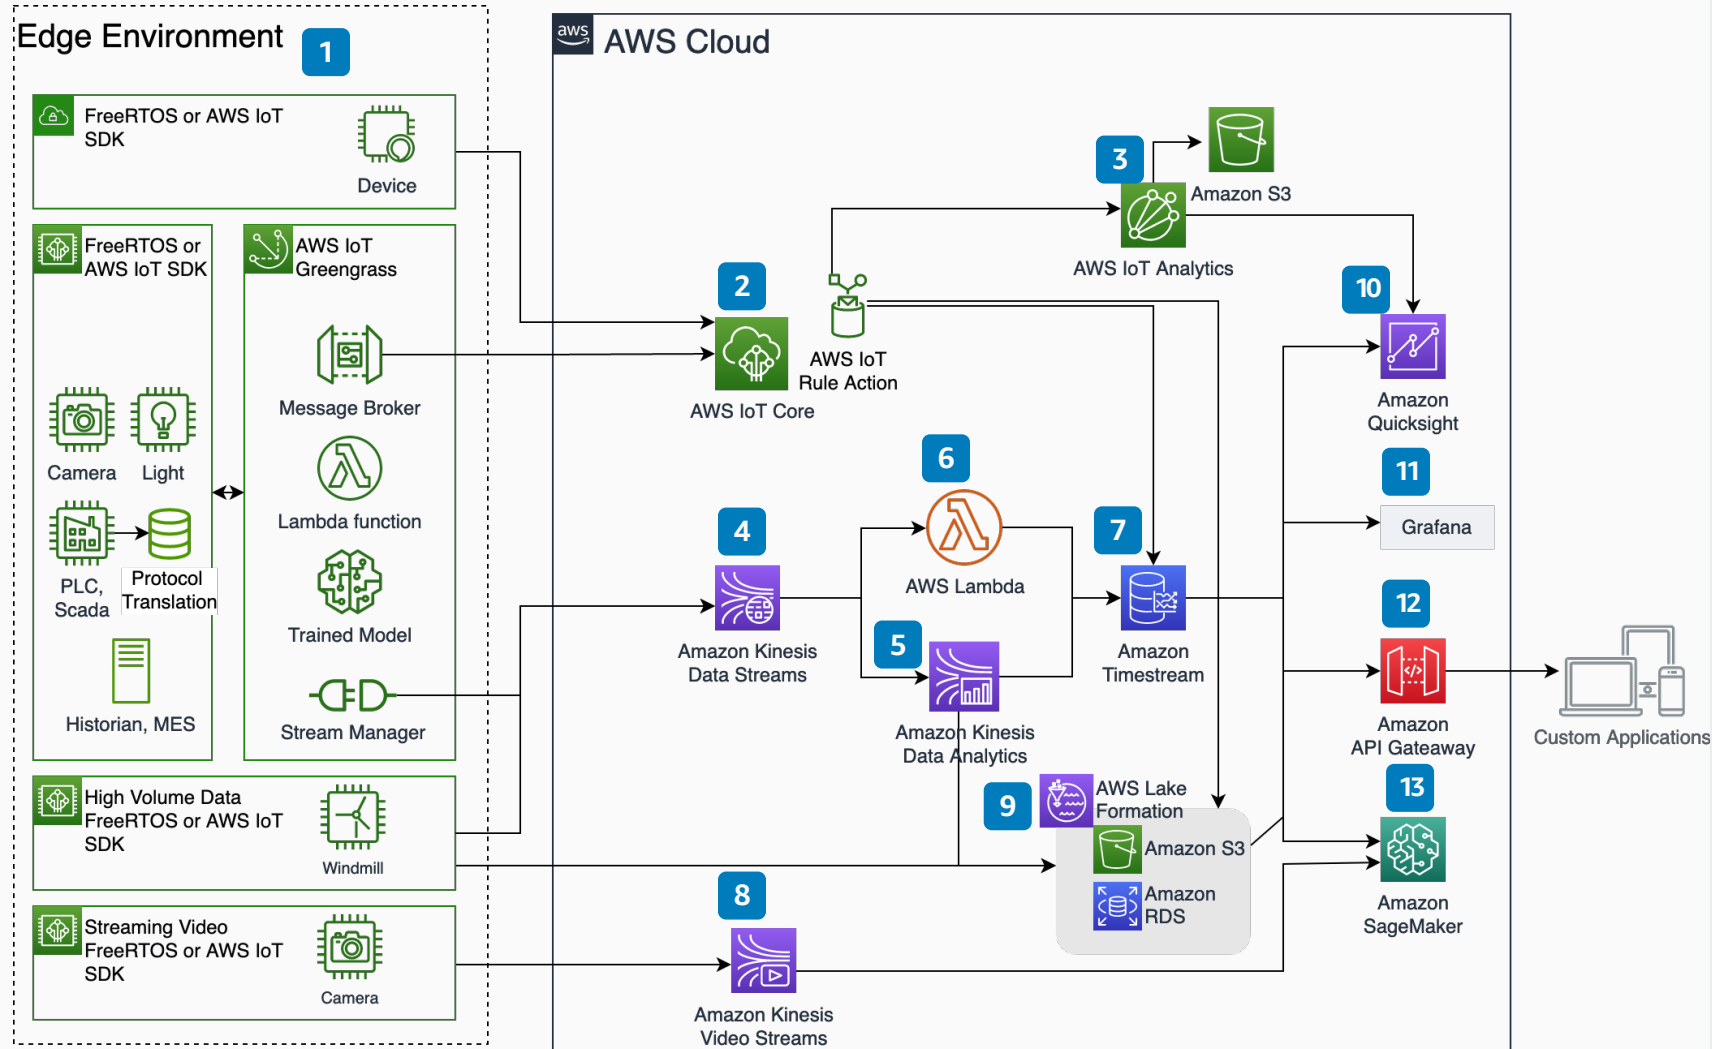 Edge Environment
1
FreeRTOS or AWS IoT
SDK
Device
FreeRTOS or
AWS IoT SDK
Camera
Light
PLC,
Scada
Protocol
Translation
Historian, MES
AWS IoT
Greengrass
Message Broker
Lambda function
Trained Model
Stream Manager
High Volume Data
FreeRTOS or AWS IoT
SDK
Windmill
Streaming Video
FreeRTOS or AWS IoT
SDK
Camera
aws
AWS Cloud
2
AWS IoT Core
AWS IoT
Rule Action
3
AWS IoT Analytics
Amazon S3
4
Amazon Kinesis
Data Streams
6
AWS Lambda
5
Amazon Kinesis
Data Analytics
7
Amazon
Timestream
8
Amazon Kinesis
Video Streams
9
AWS Lake
Formation
Amazon S3
Amazon
RDS
10
Amazon
Quicksight
11
Grafana
12
Amazon
API Gateaway
13
Amazon
SageMaker
Custom Applications